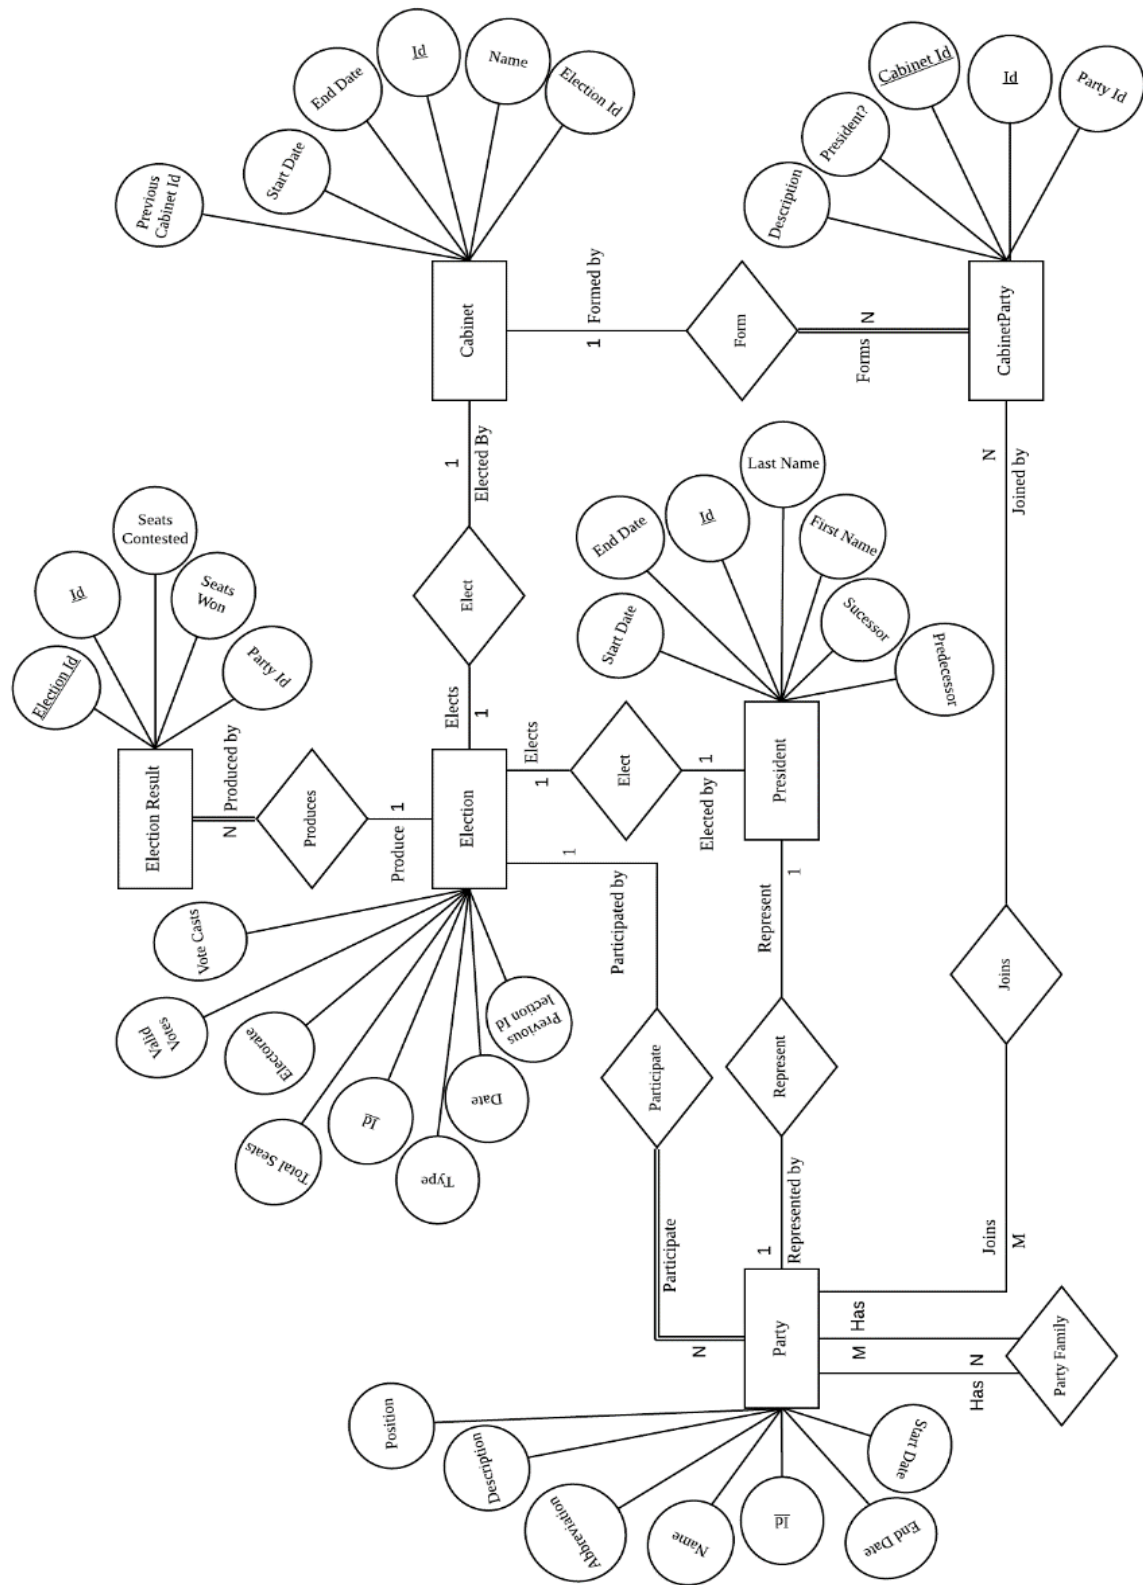 Election Id
Id
Seats
Contested
Seats
Won
Party Id
Election Result
Produced by
N
Produces
Produce
1
Vote Casts
Valid
Votes
Electorate
Total Seats
Id
Type
Date
Previous
lection Id
Election
Elects
1
Elect
Elected By
1
Cabinet
Previous
Cabinet Id
Start Date
End Date
Id
Name
Election Id
1
Formed by
Form
Forms
N
Elects
1
Elect
Elected by
1
1
Participated by
Participate
Participate
N
President
Start Date
End Date
Id
Last Name
First Name
Sucessor
Predecessor
Represent
1
Represent
1
Represented by
Party
Position
Description
Abbreviation
Name
Id
End Date
Start Date
Has
M
Has
N
Party Family
Joins
M
Joins
N
Joined by
CabinetParty
Description
President?
Cabinet Id
Id
Party Id